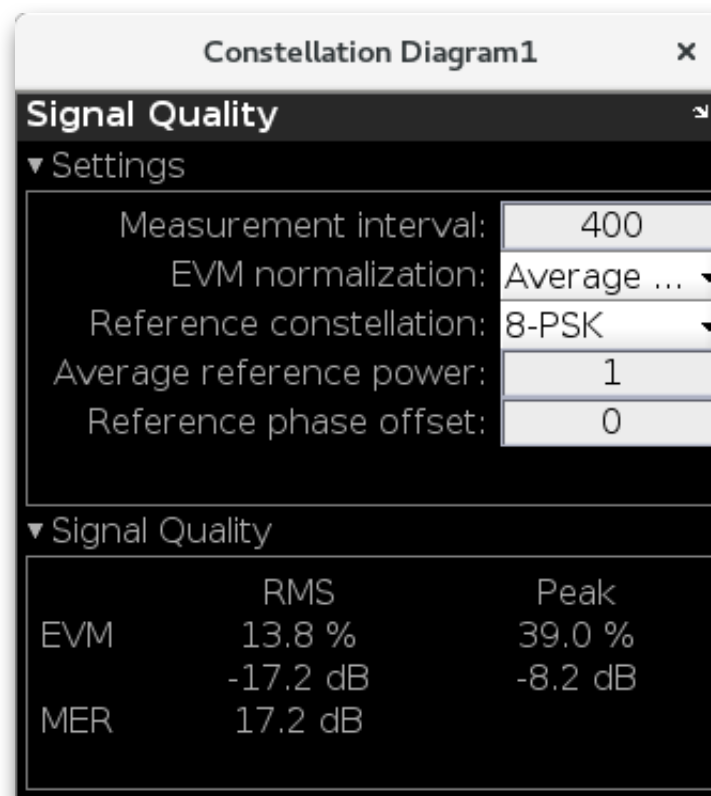 Constellation Diagram1
Signal Quality
Settings
Measurement interval: 400
EVM normalization: Average ...
Reference constellation: 8-PSK
Average reference power: 1
Reference phase offset: 0
Signal Quality
RMS Peak
EVM 13.8 % 39.0 %
-17.2 dB -8.2 dB
MER 17.2 dB